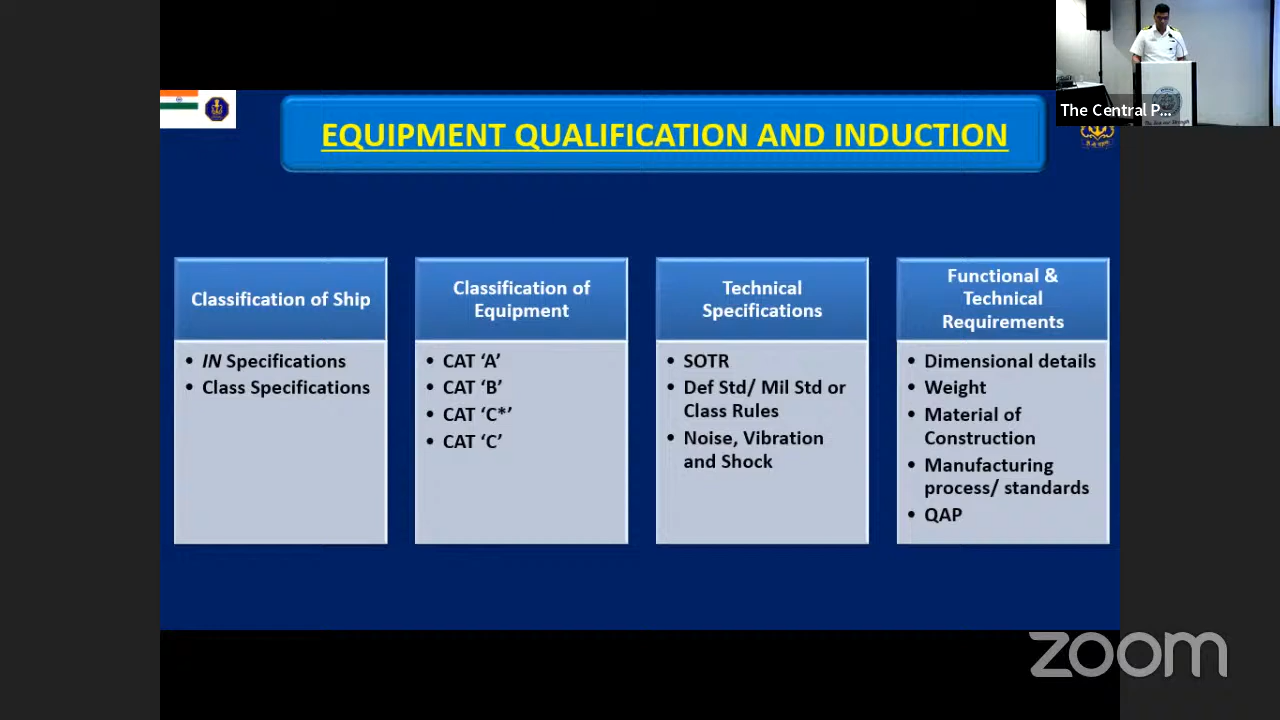 The Central P...
EQUIPMENT QUALIFICATION AND INDUCTION
Classification of Ship
• IN Specifications
• Class Specifications
Classification of
Equipment
• CAT ‘A’
• CAT ‘B’
• CAT ‘C*’
• CAT ‘C’
Technical
Specifications
• SOTR
• Def Std/ Mil Std or
Class Rules
• Noise, Vibration
and Shock
Functional &
Technical
Requirements
• Dimensional details
• Weight
• Material of
Construction
• Manufacturing
process/ standards
• QAP
zoom